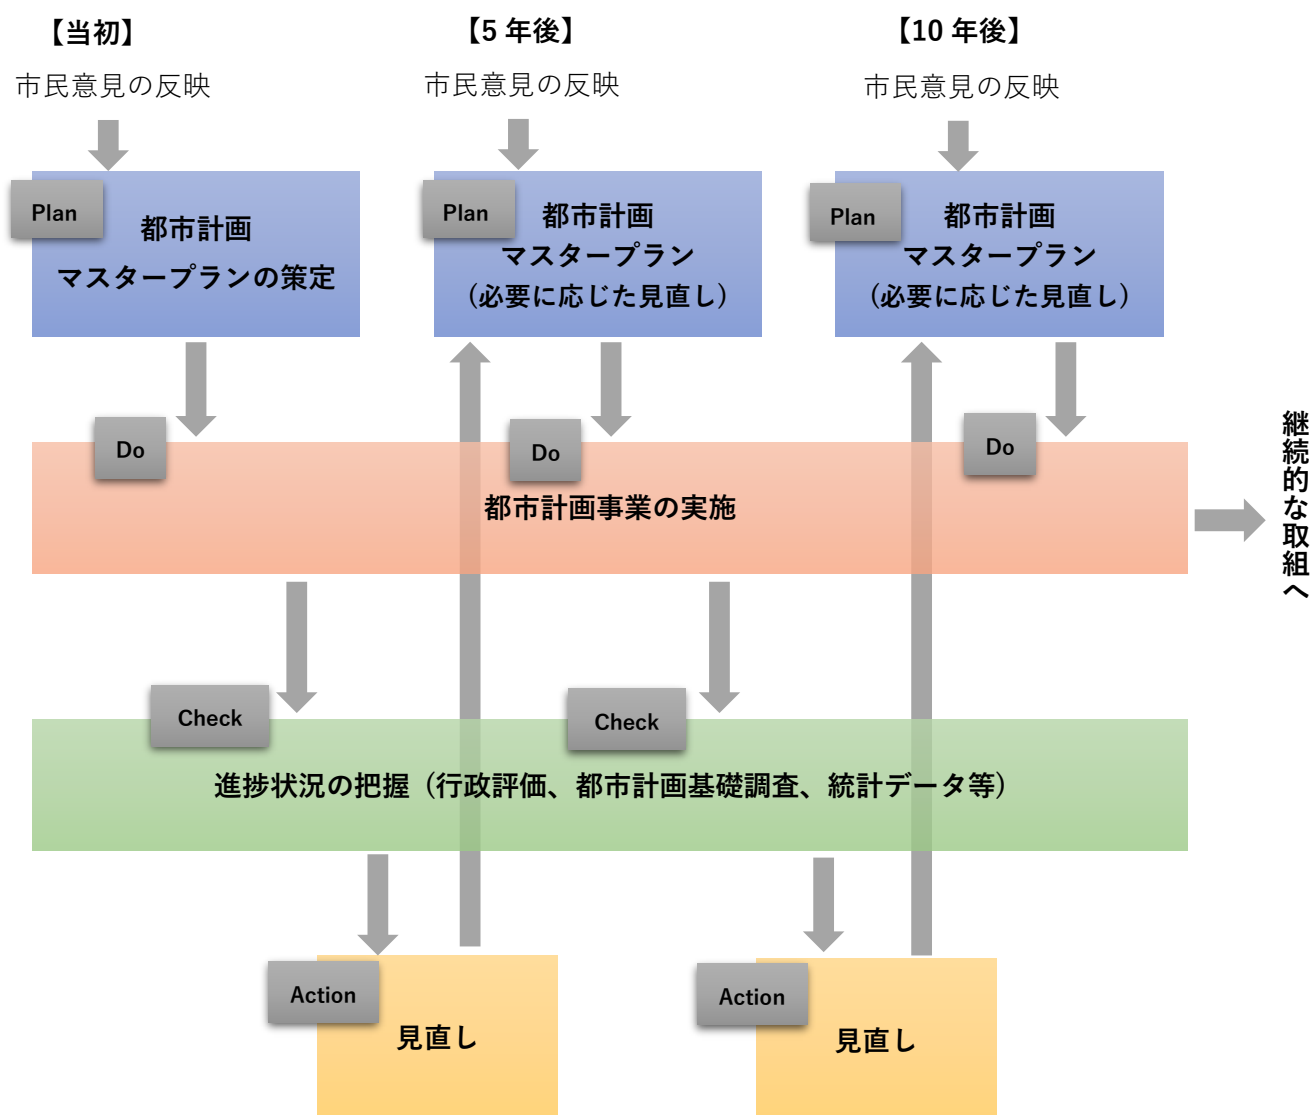 【当初】
【5 年後】
【10 年後】
市民意見の反映
市民意見の反映
市民意見の反映
Plan
都市計画
マスタープランの策定
Plan
都市計画
マスタープラン
（必要に応じた見直し）
Plan
都市計画
マスタープラン
（必要に応じた見直し）
Do
Do
Do
都市計画事業の実施
継続的な取組へ
Check
Check
進捗状況の把握（行政評価、都市計画基礎調査、統計データ等）
Action
見直し
Action
見直し